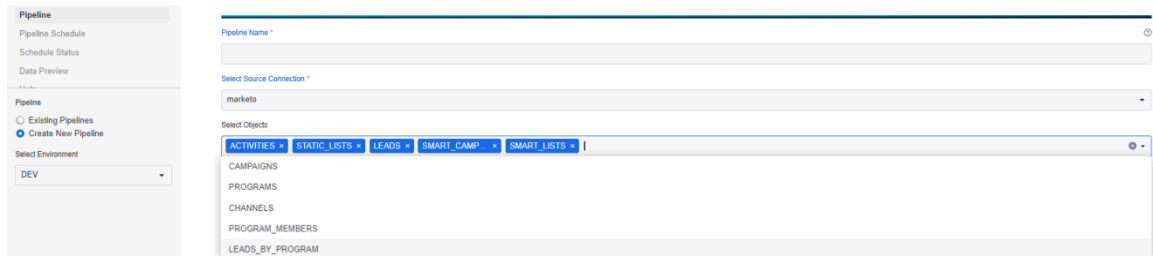 Pipeline
Pipeline Schedule
Schedule Status
Data Preview
Pipeline
Existing Pipelines
Create New Pipeline
Select Environment
DEV
Pipeline Name *
Select Source Connection *
marketo
Select Objects
ACTIVITIES × STATIC_LISTS × LEADS × SMART_CAMP... × SMART_LISTS ×
CAMPAIGNS
PROGRAMS
CHANNELS
PROGRAM_MEMBERS
LEADS_BY_PROGRAM